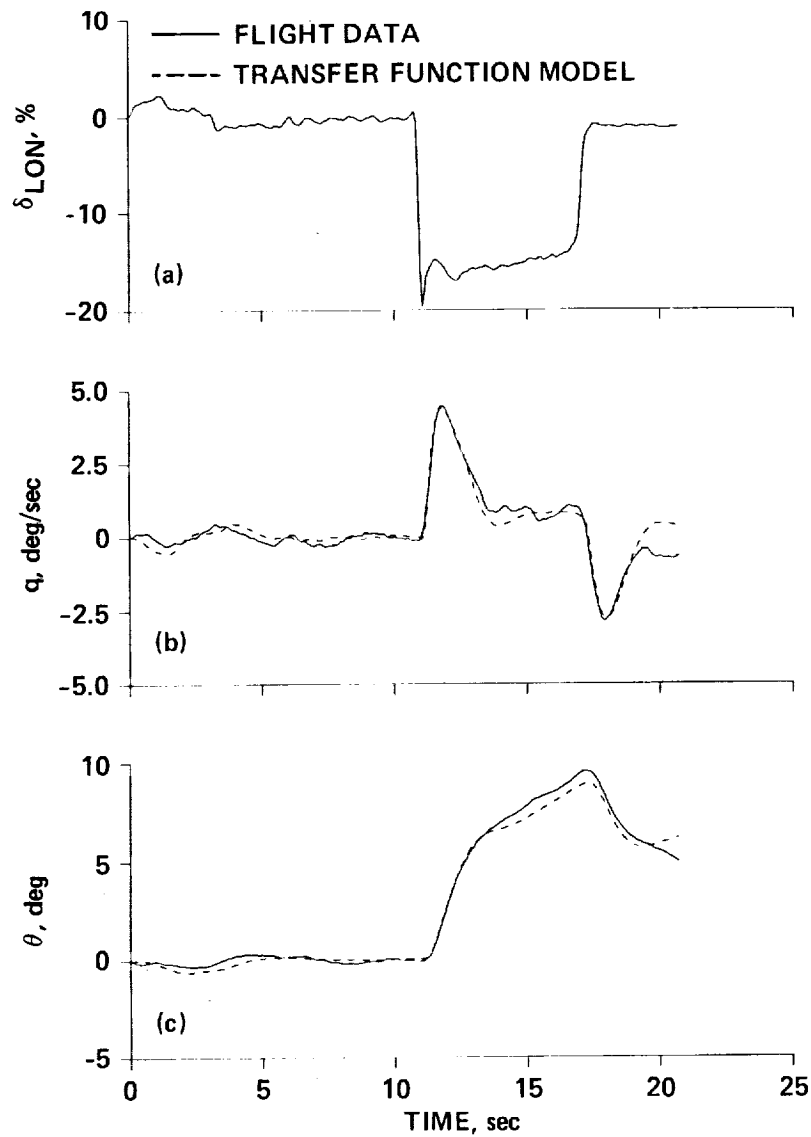 FLIGHT DATA
TRANSFER FUNCTION MODEL
10
0
-10
-20
δLON, %
(a)
5.0
2.5
0
-2.5
-5.0
q, deg/sec
(b)
10
5
0
-5
θ, deg
(c)
0 5 10 15 20 25
TIME, sec